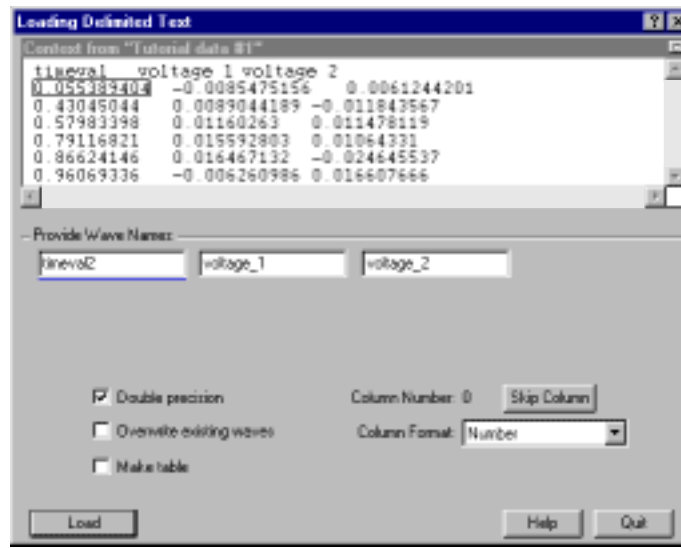 Loading Delimited Text
Context from "Tutorial data #1"
timeval voltage 1 voltage 2
0.055389404 -0.0085475156 0.0061244201
0.43045044 0.0089044189 -0.011843567
0.57983398 0.01160263 0.011478119
0.79116821 0.015592803 0.01064331
0.86624146 0.016467132 -0.024645537
0.96069336 -0.006260986 0.016607666
Provide Wave Names:
timeval2 voltage_1 voltage_2
Double precision
Column Number: 0 Skip Column
Overwrite existing waves
Column Format: Number
Make table
Load Help Quit